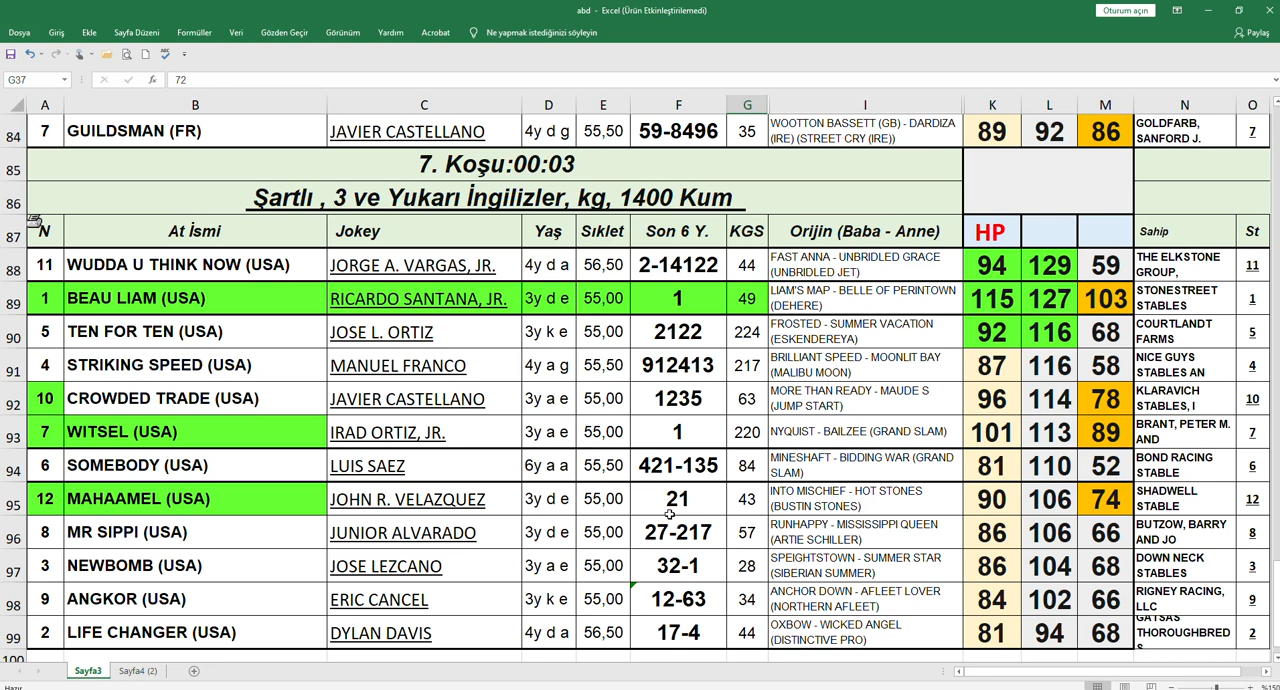 abd - Excel (Ürün Etkinleştirilemedi)
Oturum açın
Dosya Giriş Ekle Sayfa Düzeni Formüller Veri Gözden Geçir Görünüm Yardım Acrobat Ne yapmak istediğinizi söyleyin Paylaş
G37 fx 72
A B C D E F G I K L M N O
84 7 GUILDSMAN (FR) JAVIER CASTELLANO 4y d g 55,50 59-8496 35 WOOTTON BASSETT (GB) - DARDIZA (IRE) (STREET CRY (IRE)) 89 92 86 GOLDFARB, SANFORD J. 7
85 7. Koşu:00:03
86 Şartlı , 3 ve Yukarı İngilizler, kg, 1400 Kum
87 N At İsmi Jokey Yaş Sıklet Son 6 Y. KGS Orijin (Baba - Anne) HP Sahip St
88 11 WUDDA U THINK NOW (USA) JORGE A. VARGAS, JR. 4y d a 56,50 2-14122 44 FAST ANNA - UNBRIDLED GRACE (UNBRIDLED JET) 94 129 59 THE ELKSTONE GROUP, 11
89 1 BEAU LIAM (USA) RICARDO SANTANA, JR. 3y d e 55,00 1 49 LIAM'S MAP - BELLE OF PERINTOWN (DEHERE) 115 127 103 STONESTREET STABLES 1
90 5 TEN FOR TEN (USA) JOSE L. ORTIZ 3y k e 55,00 2122 224 FROSTED - SUMMER VACATION (ESKENDEREYA) 92 116 68 COURTLANDT FARMS 5
91 4 STRIKING SPEED (USA) MANUEL FRANCO 4y a g 55,50 912413 217 BRILLIANT SPEED - MOONLIT BAY (MALIBU MOON) 87 116 58 NICE GUYS STABLES AN 4
92 10 CROWDED TRADE (USA) JAVIER CASTELLANO 3y a e 55,00 1235 63 MORE THAN READY - MAUDE S (JUMP START) 96 114 78 KLARAVICH STABLES, I 10
93 7 WITSEL (USA) IRAD ORTIZ, JR. 3y a e 55,00 1 220 NYQUIST - BAILZEE (GRAND SLAM) 101 113 89 BRANT, PETER M. AND 7
94 6 SOMEBODY (USA) LUIS SAEZ 6y a a 55,50 421-135 84 MINESHAFT - BIDDING WAR (GRAND SLAM) 81 110 52 BOND RACING STABLE 6
95 12 MAHAAMEL (USA) JOHN R. VELAZQUEZ 3y d e 55,00 21 43 INTO MISCHIEF - HOT STONES (BUSTIN STONES) 90 106 74 SHADWELL STABLE 12
96 8 MR SIPPI (USA) JUNIOR ALVARADO 3y d e 55,00 27-217 57 RUNHAPPY - MISSISSIPPI QUEEN (ARTIE SCHILLER) 86 106 66 BUTZOW, BARRY AND JO 8
97 3 NEWBOMB (USA) JOSE LEZCANO 3y a e 55,00 32-1 28 SPEIGHTSTOWN - SUMMER STAR (SIBERIAN SUMMER) 86 104 68 DOWN NECK STABLES 3
98 9 ANGKOR (USA) ERIC CANCEL 3y k e 55,00 12-63 34 ANCHOR DOWN - AFLEET LOVER (NORTHERN AFLEET) 84 102 66 RIGNEY RACING, LLC 9
99 2 LIFE CHANGER (USA) DYLAN DAVIS 4y d a 56,50 17-4 44 OXBOW - WICKED ANGEL (DISTINCTIVE PRO) 81 94 68 GATSAS THOROUGHBRED S 2
100
Sayfa3 Sayfa4 (2)
Hazır %150